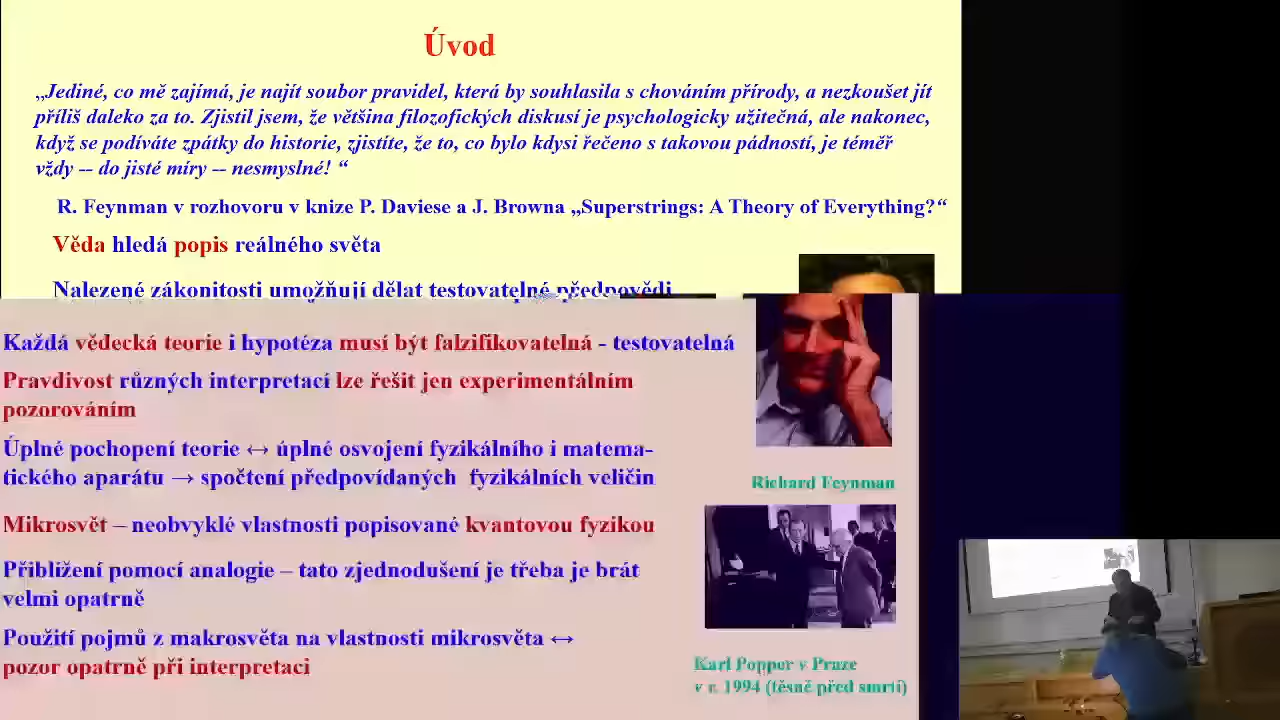 Úvod
„Jediné, co mě zajímá, je najít soubor pravidel, která by souhlasila s chováním přírody, a nezkoušet jít
příliš daleko za to. Zjistil jsem, že většina filozofických diskusí je psychologicky užitečná, ale nakonec,
když se podíváte zpátky do historie, zjistíte, že to, co bylo kdysi řečeno s takovou pádností, je téměř
vždy -- do jisté míry -- nesmyslné! “
R. Feynman v rozhovoru v knize P. Daviese a J. Browna „Superstrings: A Theory of Everything?“
Věda hledá popis reálného světa
Nalezené zákonitosti umožňují dělat testovatelné předpovědi
Každá vědecká teorie i hypotéza musí být falzifikovatelná - testovatelná
Pravdivost různých interpretací lze řešit jen experimentálním
pozorováním
Úplné pochopení teorie ↔ úplné osvojení fyzikálního i matema-
tického aparátu → spočtení předpovídaných fyzikálních veličin
Richard Feynman
Mikrosvět – neobvyklé vlastnosti popisované kvantovou fyzikou
Přiblížení pomocí analogie – tato zjednodušení je třeba je brát
velmi opatrně
Použití pojmů z makrosvěta na vlastnosti mikrosvěta ↔
pozor opatrně při interpretaci
Karl Popper v Praze
v r. 1994 (těsně před smrtí)